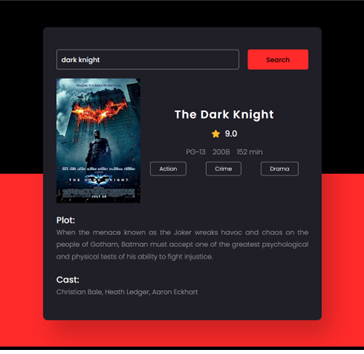 dark knight
Search
The Dark Knight
9.0
PG-13 2008 152 min
Action Crime Drama
THE DARK KNIGHT
JULY 18
Plot:
When the menace known as the Joker wreaks havoc and chaos on the
people of Gotham, Batman must accept one of the greatest psychological
and physical tests of his ability to fight injustice.
Cast:
Christian Bale, Heath Ledger, Aaron Eckhart